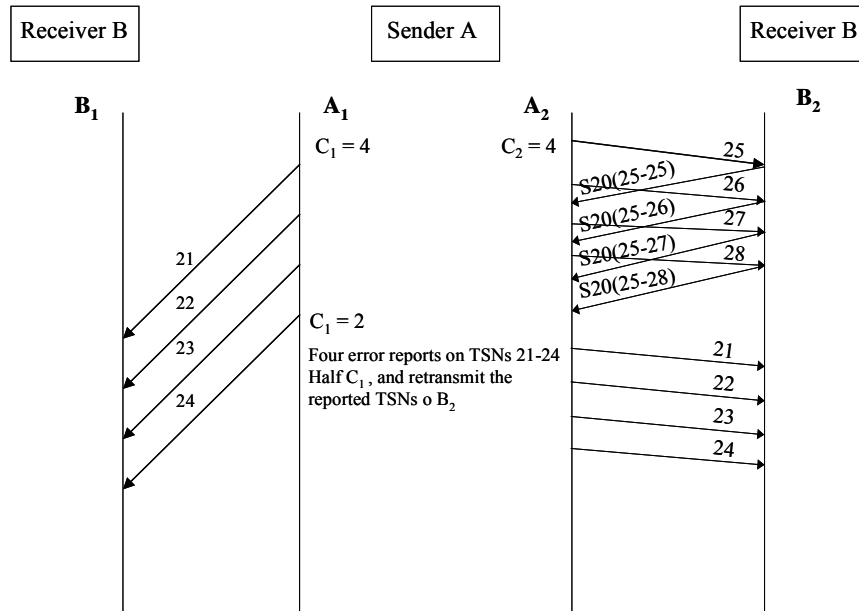 Receiver B
Sender A
Receiver B
B₁
A₁
A₂
B₂
C₁ = 4
C₂ = 4
25
S20(25-25)
26
S20(25-26)
27
S20(25-27)
28
S20(25-28)
21
22
23
24
C₁ = 2
Four error reports on TSNs 21-24
Half C₁ , and retransmit the
reported TSNs o B₂
21
22
23
24